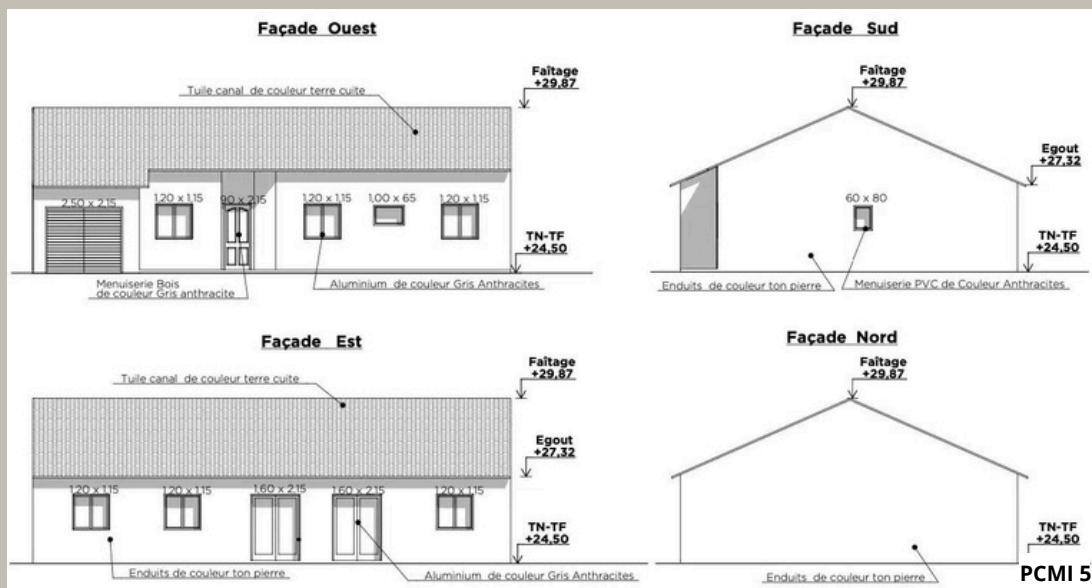 Façade Ouest
Faîtage
+29,87
Tuile canal de couleur terre cuite
2,50 x 2,15
1,20 x 1,15
90 x 2,15
1,20 x 1,15
1,00 x 65
1,20 x 1,15
TN-TF
+24,50
Menuiserie Bois
de couleur Gris anthracite
Aluminium de couleur Gris Anthracites
Façade Sud
Faîtage
+29,87
Egout
+27,32
60 x 80
TN-TF
+24,50
Enduits de couleur ton pierre
Menuiserie PVC de Couleur Anthracites
Façade Est
Faîtage
+29,87
Tuile canal de couleur terre cuite
Egout
+27,32
1,20 x 1,15
1,20 x 1,15
1,60 x 2,15
1,60 x 2,15
1,20 x 1,15
TN-TF
+24,50
Enduits de couleur ton pierre
Aluminium de couleur Gris Anthracites
Façade Nord
Faîtage
+29,87
TN-TF
+24,50
Enduits de couleur ton pierre
PCMI 5